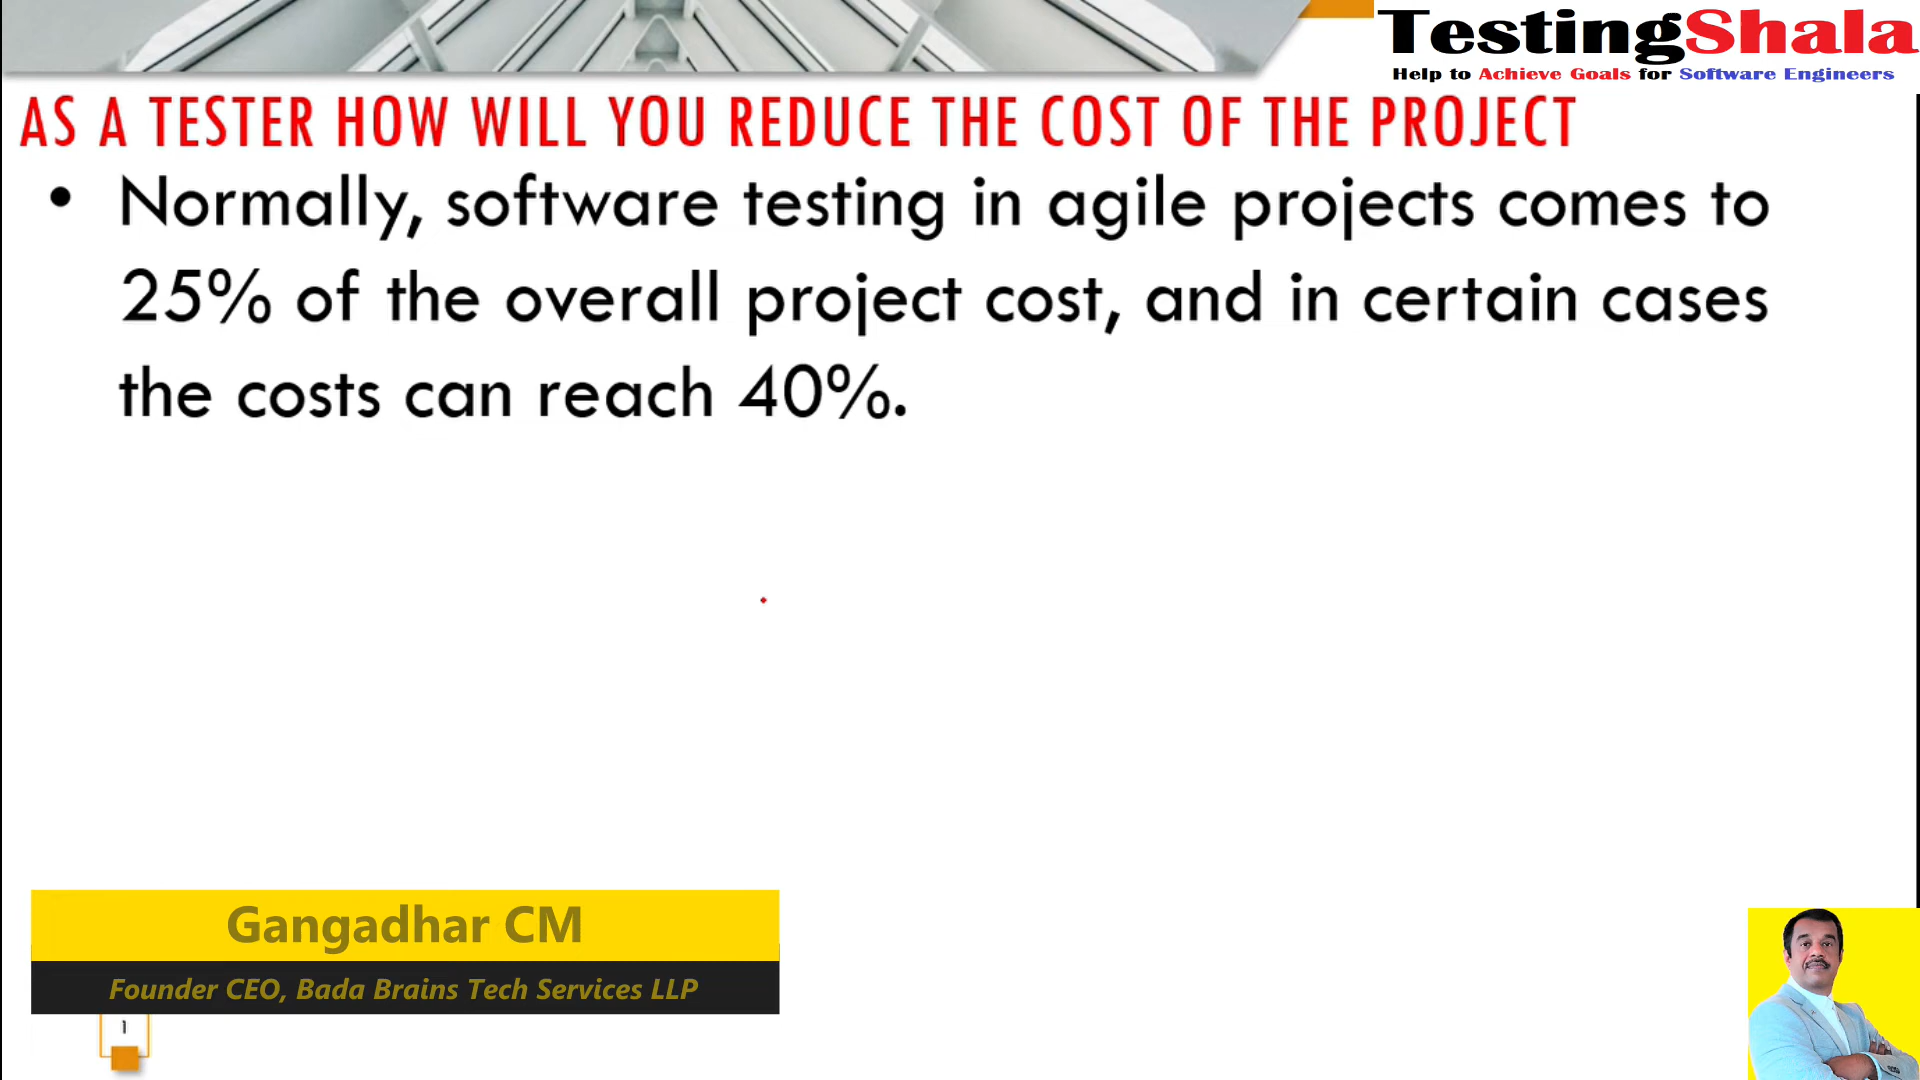 TestingShala
Help to Achieve Goals for Software Engineers
AS A TESTER HOW WILL YOU REDUCE THE COST OF THE PROJECT
• Normally, software testing in agile projects comes to
25% of the overall project cost, and in certain cases
the costs can reach 40%.
Gangadhar CM
Founder CEO, Bada Brains Tech Services LLP
1